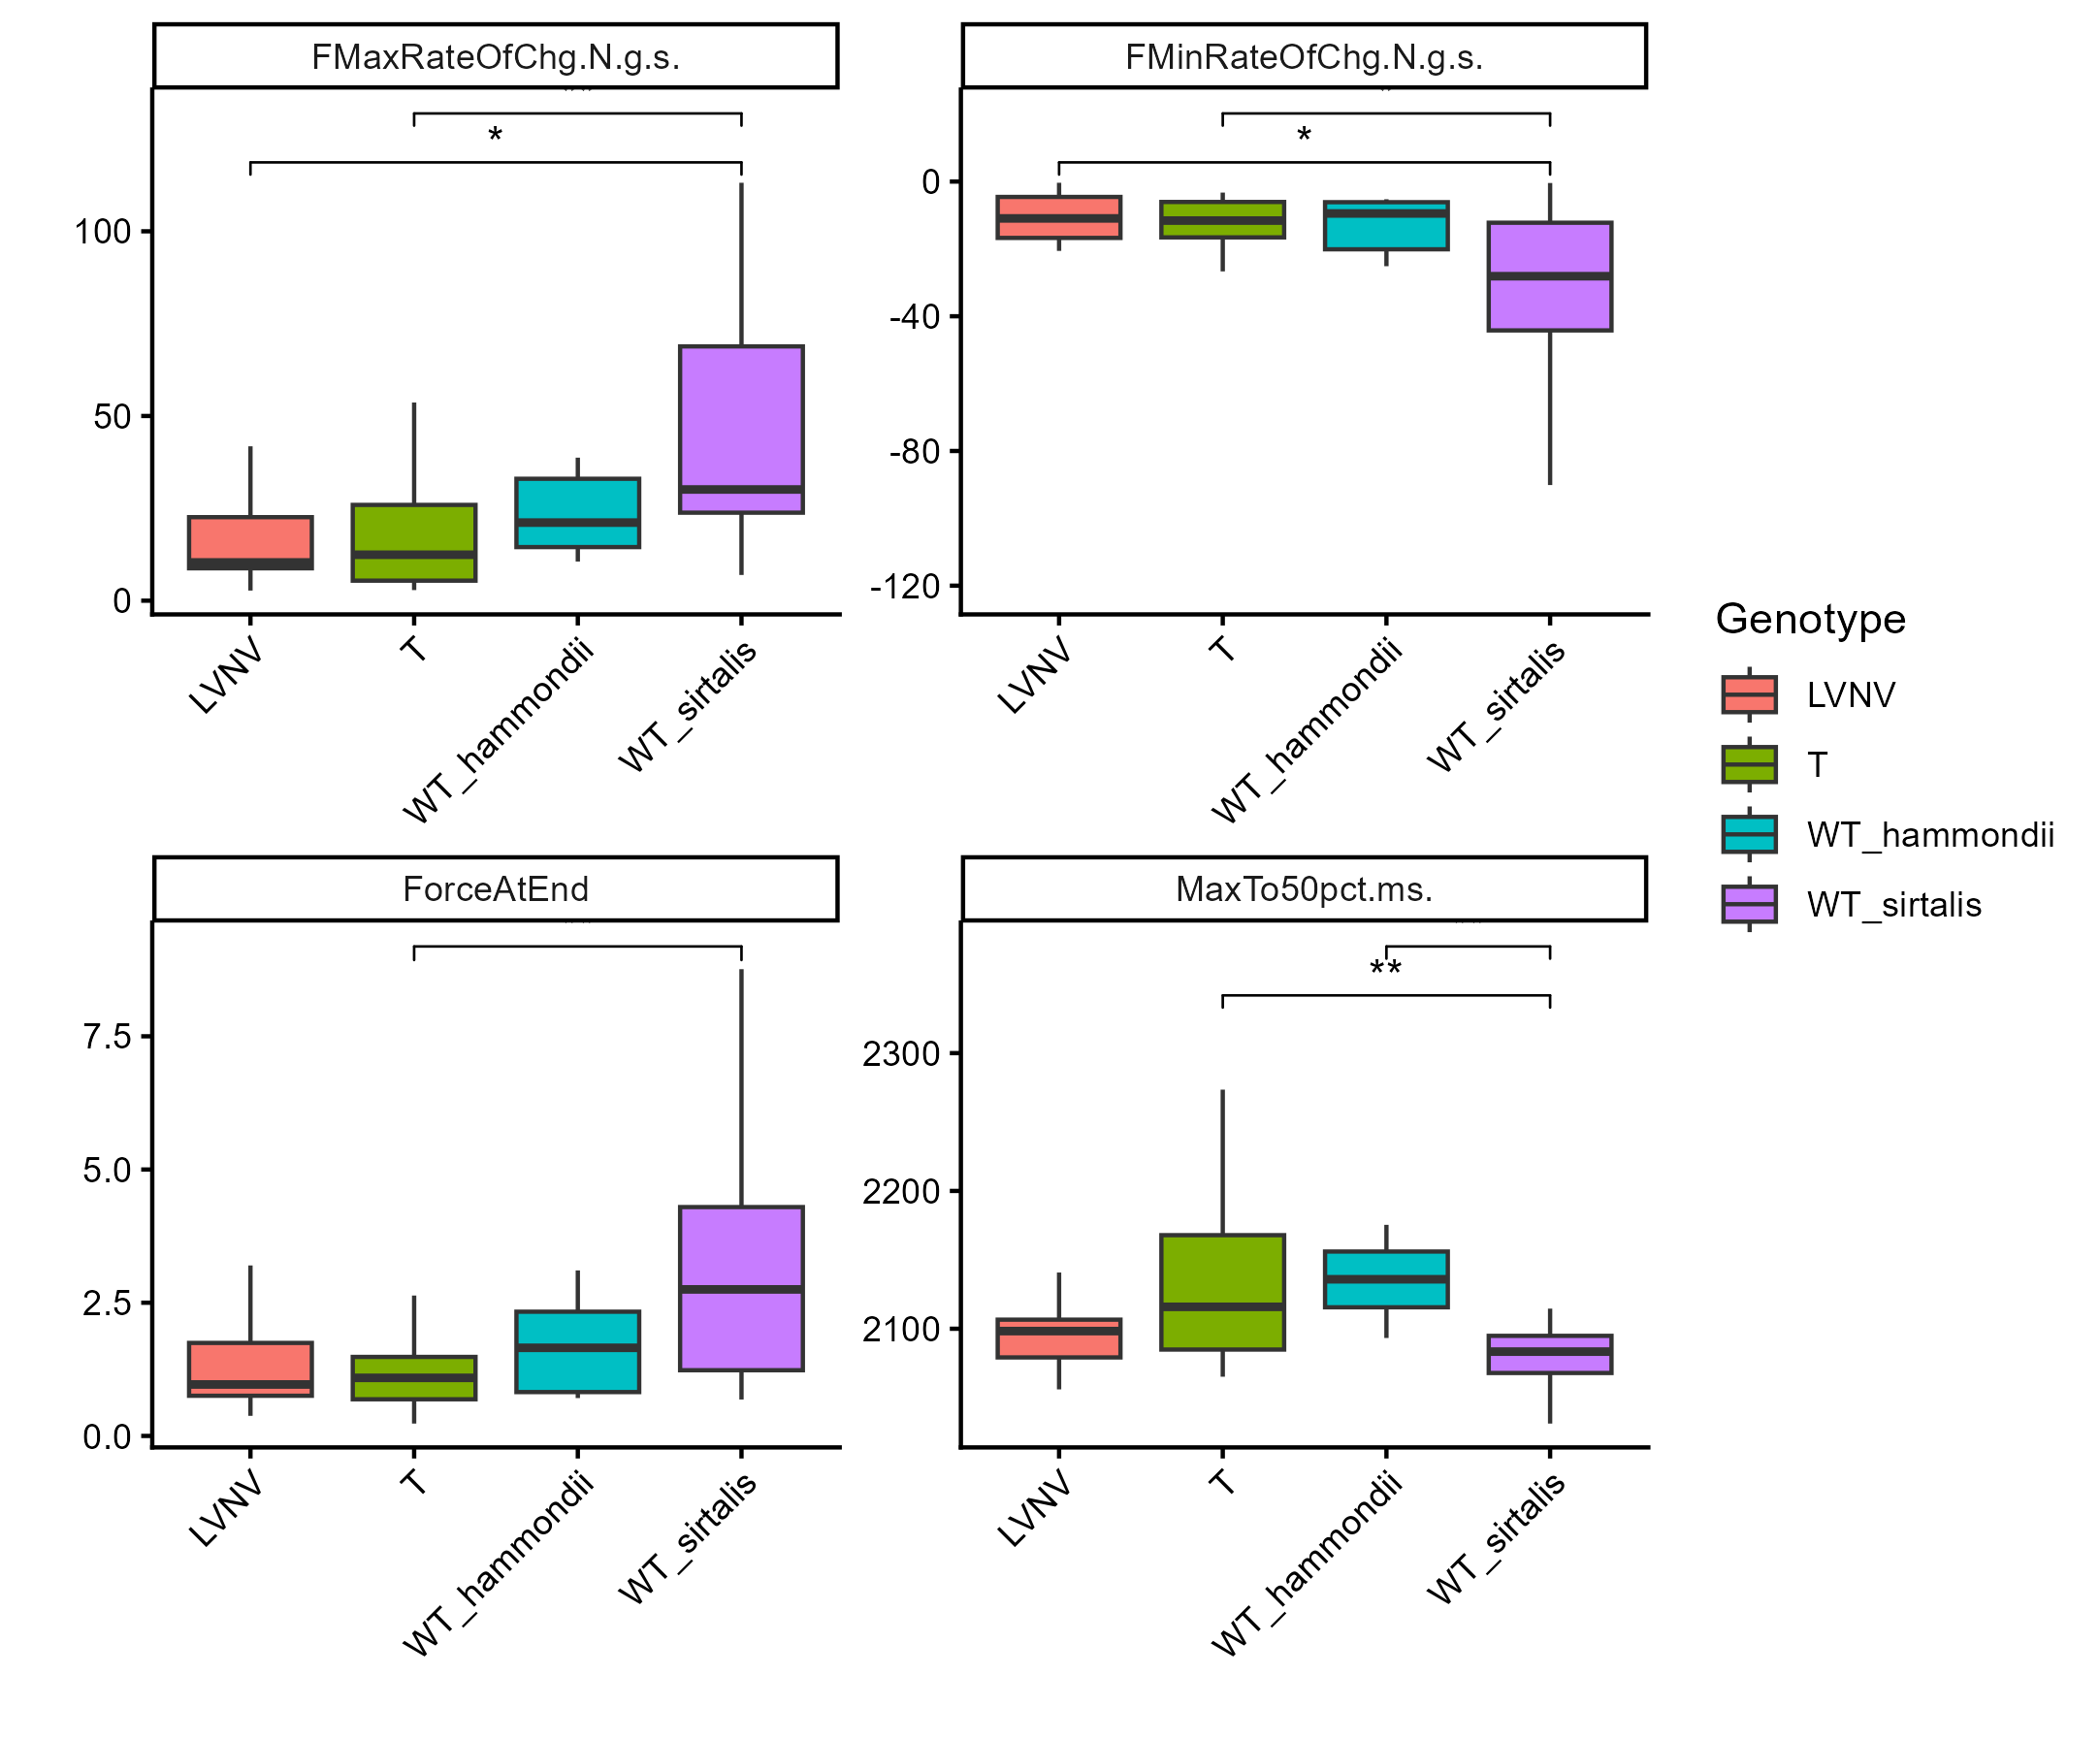 FMaxRateOfChg.N.g.s.
*
100
50
0
LVNV
T
WT_hammondii
WT_sirtalis
FMinRateOfChg.N.g.s.
*
0
-40
-80
-120
LVNV
T
WT_hammondii
WT_sirtalis
ForceAtEnd
7.5
5.0
2.5
0.0
LVNV
T
WT_hammondii
WT_sirtalis
MaxTo50pct.ms.
**
2300
2200
2100
LVNV
T
WT_hammondii
WT_sirtalis
Genotype
LVNV
T
WT_hammondii
WT_sirtalis